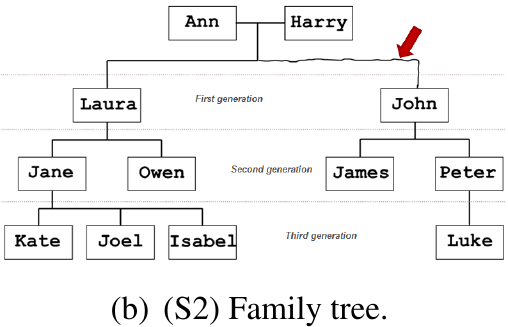 Ann Harry
Laura First generation John
Jane Owen Second generation James Peter
Kate Joel Isabel Third generation Luke
(b) (S2) Family tree.